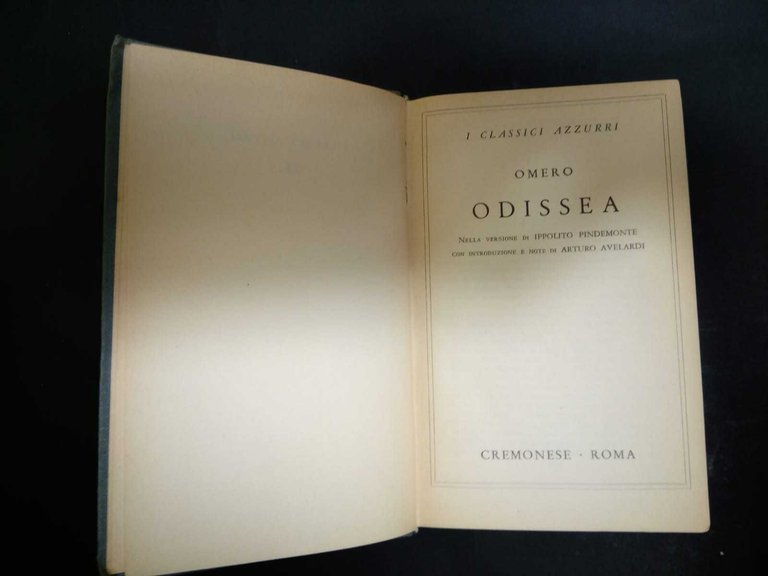 I CLASSICI AZZURRI
OMERO
ODISSEA
NELLA VERSIONE DI IPPOLITO PINDEMONTE
CON INTRODUZIONE E NOTE DI ARTURO AVELARDI
CREMONESE · ROMA